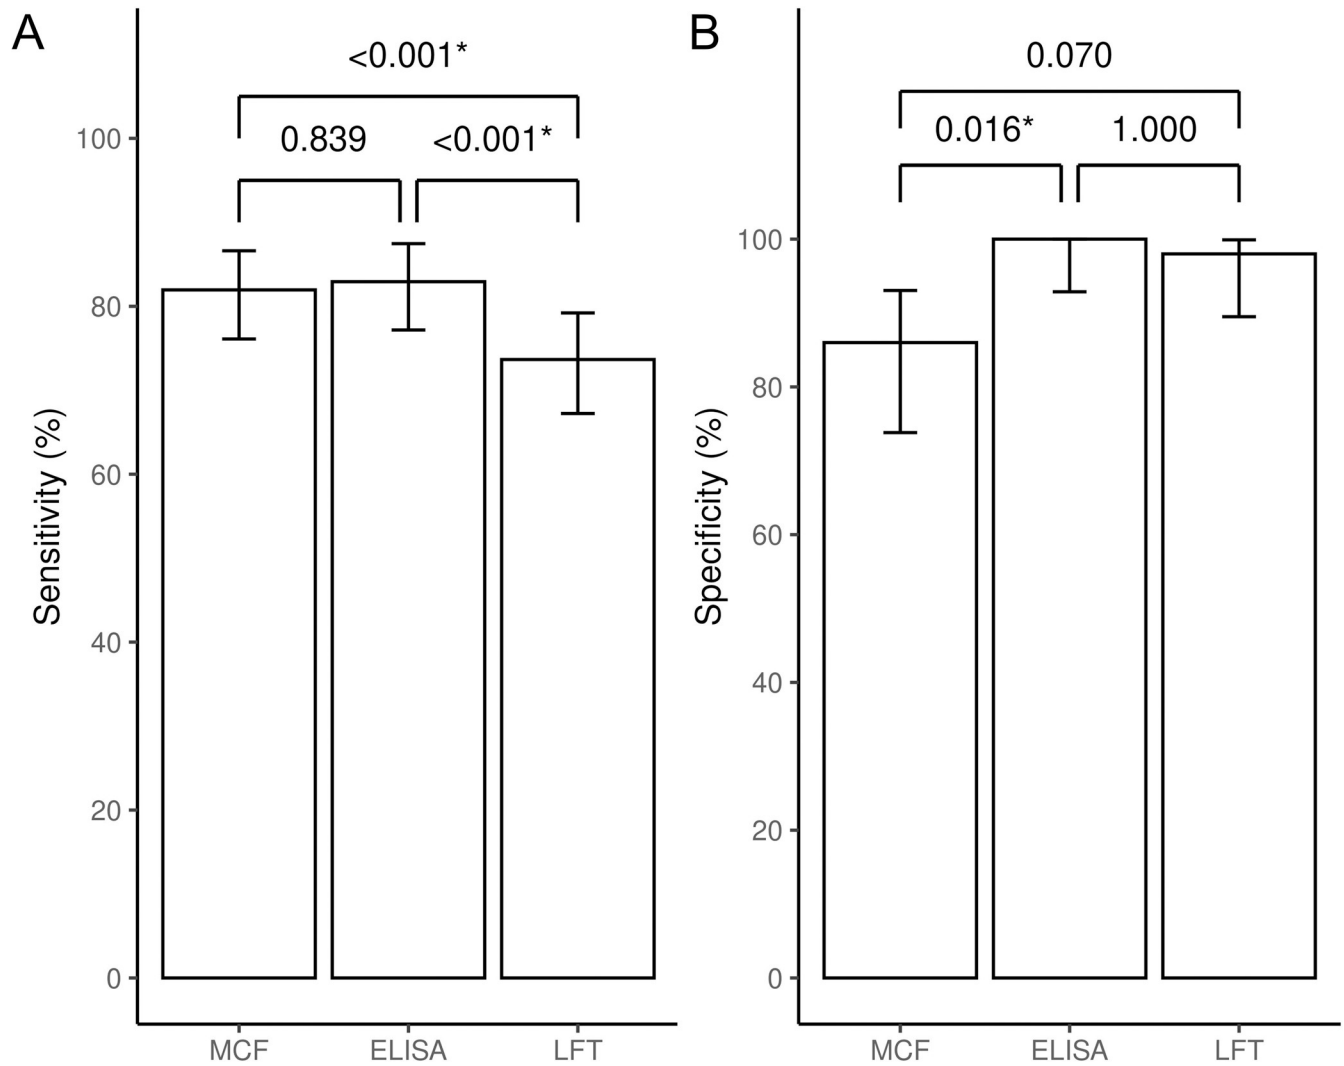 A
<0.001*
0.839
<0.001*
100
80
60
40
20
0
Sensitivity (%)
MCF
ELISA
LFT
B
0.070
0.016*
1.000
100
80
60
40
20
0
Specificity (%)
MCF
ELISA
LFT